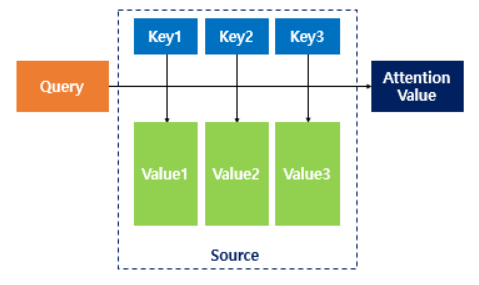 Key1 Key2 Key3
Query
Attention
Value
Value1 Value2 Value3
Source